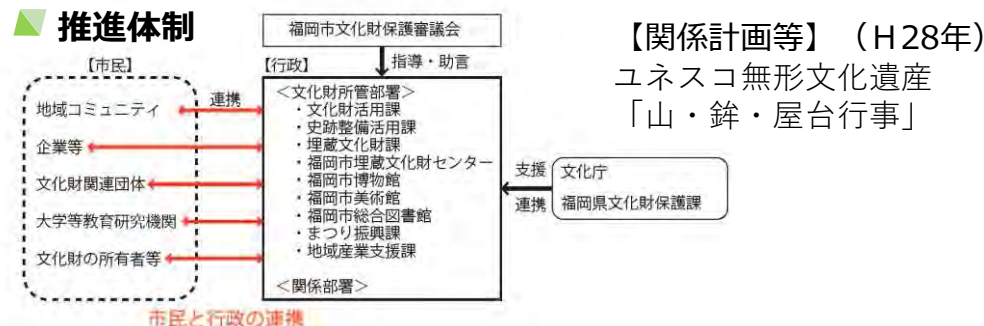 推進体制
福岡市文化財保護審議会
指導・助言
【市民】
地域コミュニティ
企業等
文化財関連団体
大学等教育研究機関
文化財の所有者等
連携
【行政】
＜文化財所管部署＞
・文化財活用課
・史跡整備活用課
・埋蔵文化財課
・福岡市埋蔵文化財センター
・福岡市博物館
・福岡市美術館
・福岡市総合図書館
・まつり振興課
・地域産業支援課
＜関係部署＞
支援
連携
文化庁
福岡県文化財保護課
市民と行政の連携
【関係計画等】（Ｈ28年）
ユネスコ無形文化遺産
「山・鉾・屋台行事」